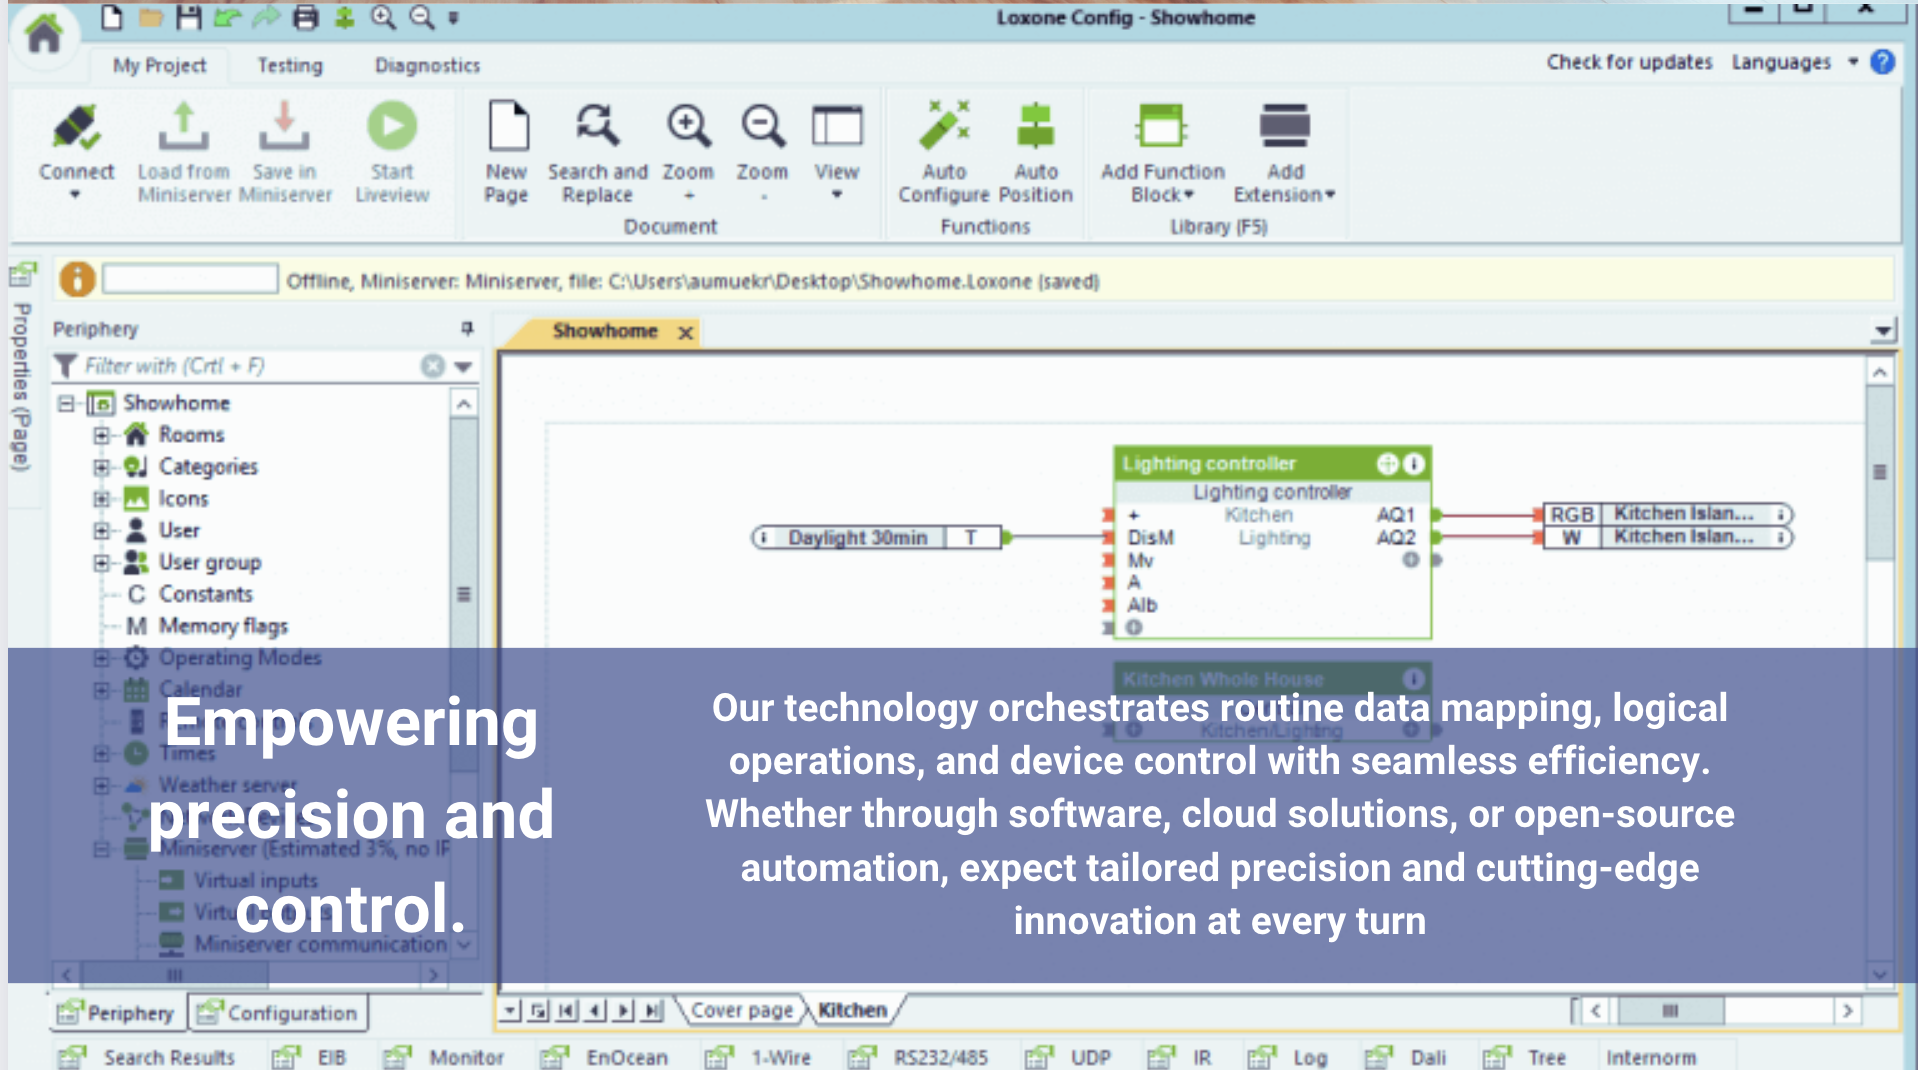 Loxone Config - Showhome
My Project Testing Diagnostics
Check for updates Languages
Connect
Load from
Miniserver
Save in
Miniserver
Start
Liveview
New
Page
Search and
Replace
Zoom
+
Zoom
-
View
Document
Auto
Configure
Auto
Position
Functions
Add Function
Block
Add
Extension
Library (F5)
Offline, Miniserver: Miniserver, file: C:\Users\aumuekr\Desktop\Showhome.Loxone (saved)
Properties (Page)
Periphery
Filter with (Crtl + F)
Showhome
Rooms
Categories
Icons
User
User group
C Constants
M Memory flags
Operating Modes
Calendar
Times
Weather server
Miniserver (Estimated 3%, no IP
Virtual inputs
Miniserver communication
Periphery
Configuration
Showhome x
Daylight 30min T
Lighting controller
Lighting controller
+ Kitchen AQ1
DisM Lighting AQ2
Mv
A
AIb
RGB Kitchen Islan...
W Kitchen Islan...
Kitchen Whole House
Kitchen/Lighting
Empowering
precision and
control.
Our technology orchestrates routine data mapping, logical
operations, and device control with seamless efficiency.
Whether through software, cloud solutions, or open-source
automation, expect tailored precision and cutting-edge
innovation at every turn
Cover page Kitchen
Search Results EIB Monitor EnOcean 1-Wire RS232/485 UDP IR Log Dali Tree Internorm